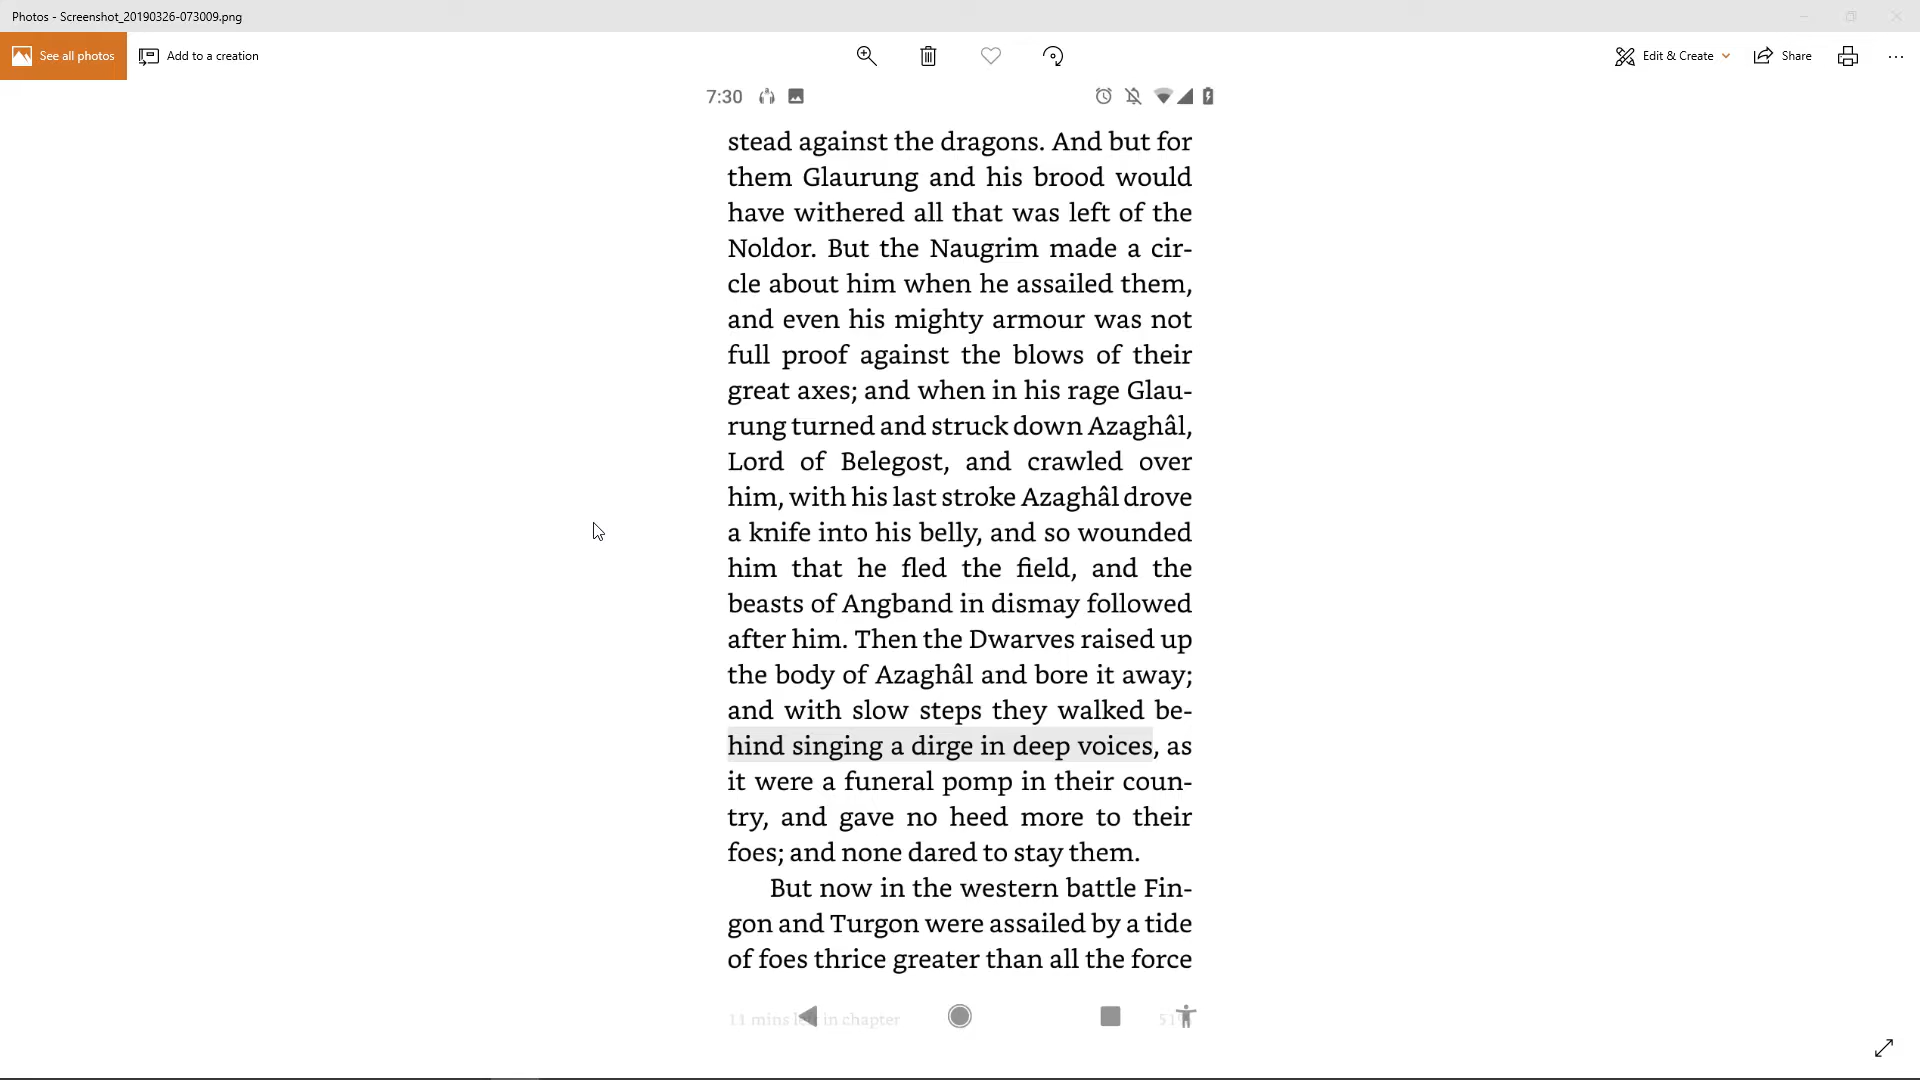 Photos - Screenshot_20190326-073009.png
See all photos
Add to a creation
Edit & Create
Share
7:30
stead against the dragons. And but for
them Glaurung and his brood would
have withered all that was left of the
Noldor. But the Naugrim made a cir-
cle about him when he assailed them,
and even his mighty armour was not
full proof against the blows of their
great axes; and when in his rage Glau-
rung turned and struck down Azaghâl,
Lord of Belegost, and crawled over
him, with his last stroke Azaghâl drove
a knife into his belly, and so wounded
him that he fled the field, and the
beasts of Angband in dismay followed
after him. Then the Dwarves raised up
the body of Azaghâl and bore it away;
and with slow steps they walked be-
hind singing a dirge in deep voices, as
it were a funeral pomp in their coun-
try, and gave no heed more to their
foes; and none dared to stay them.
But now in the western battle Fin-
gon and Turgon were assailed by a tide
of foes thrice greater than all the force
11 mins left in chapter